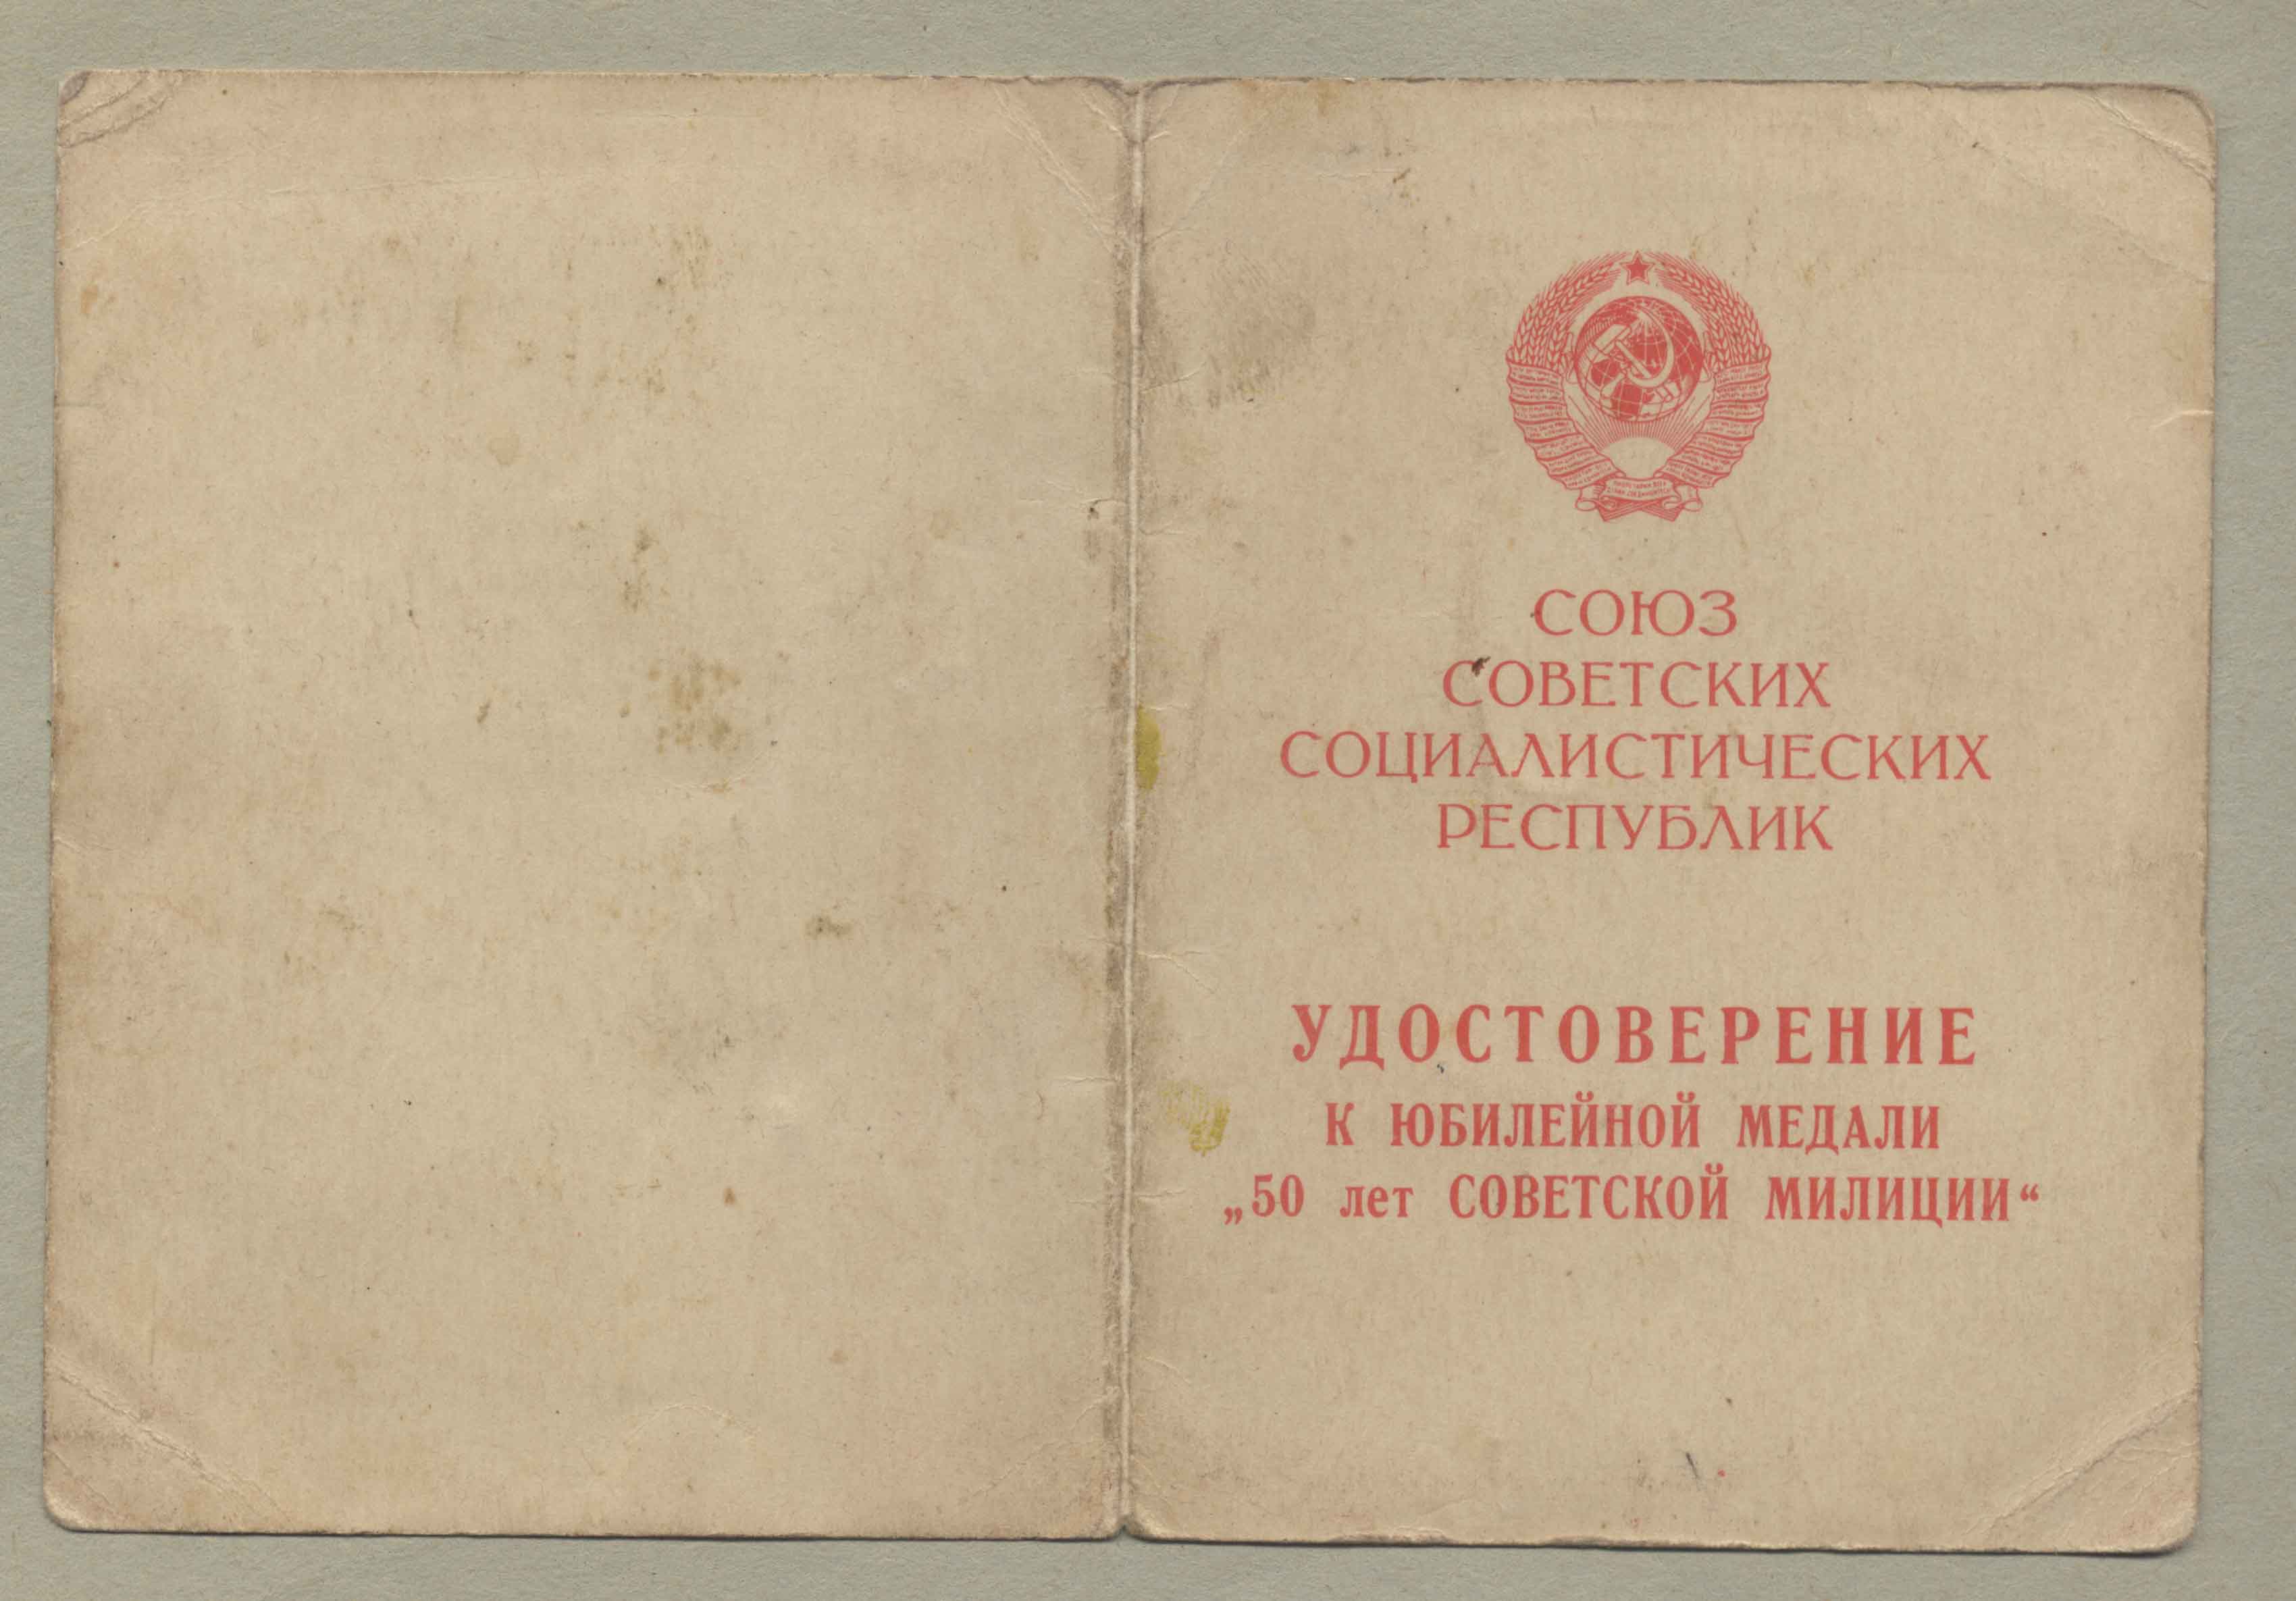 СОЮЗ
СОВЕТСКИХ
СОЦИАЛИСТИЧЕСКИХ
РЕСПУБЛИК
УДОСТОВЕРЕНИЕ
К ЮБИЛЕЙНОЙ МЕДАЛИ
„50 лет СОВЕТСКОЙ МИЛИЦИИ“